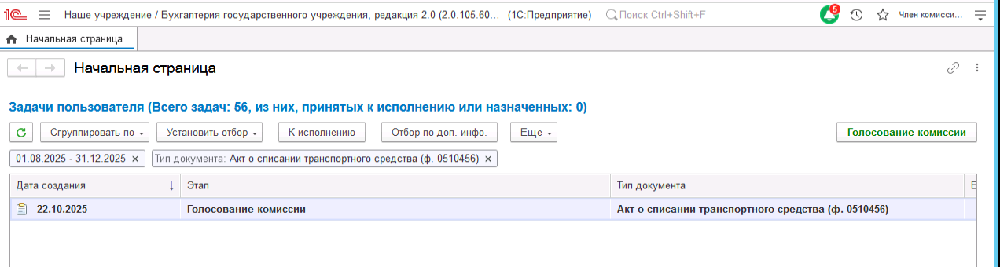 1С Наше учреждение / Бухгалтерия государственного учреждения, редакция 2.0 (2.0.105.60... (1С:Предприятие) Поиск Ctrl+Shift+F 5 Член комисси...
Начальная страница
Начальная страница
Задачи пользователя (Всего задач: 56, из них, принятых к исполнению или назначенных: 0)
Сгруппировать по Установить отбор К исполнению Отбор по доп. инфо. Еще Голосование комиссии
01.08.2025 - 31.12.2025 × Тип документа: Акт о списании транспортного средства (ф. 0510456) ×
Дата создания ↓ Этап Тип документа
22.10.2025 Голосование комиссии Акт о списании транспортного средства (ф. 0510456)